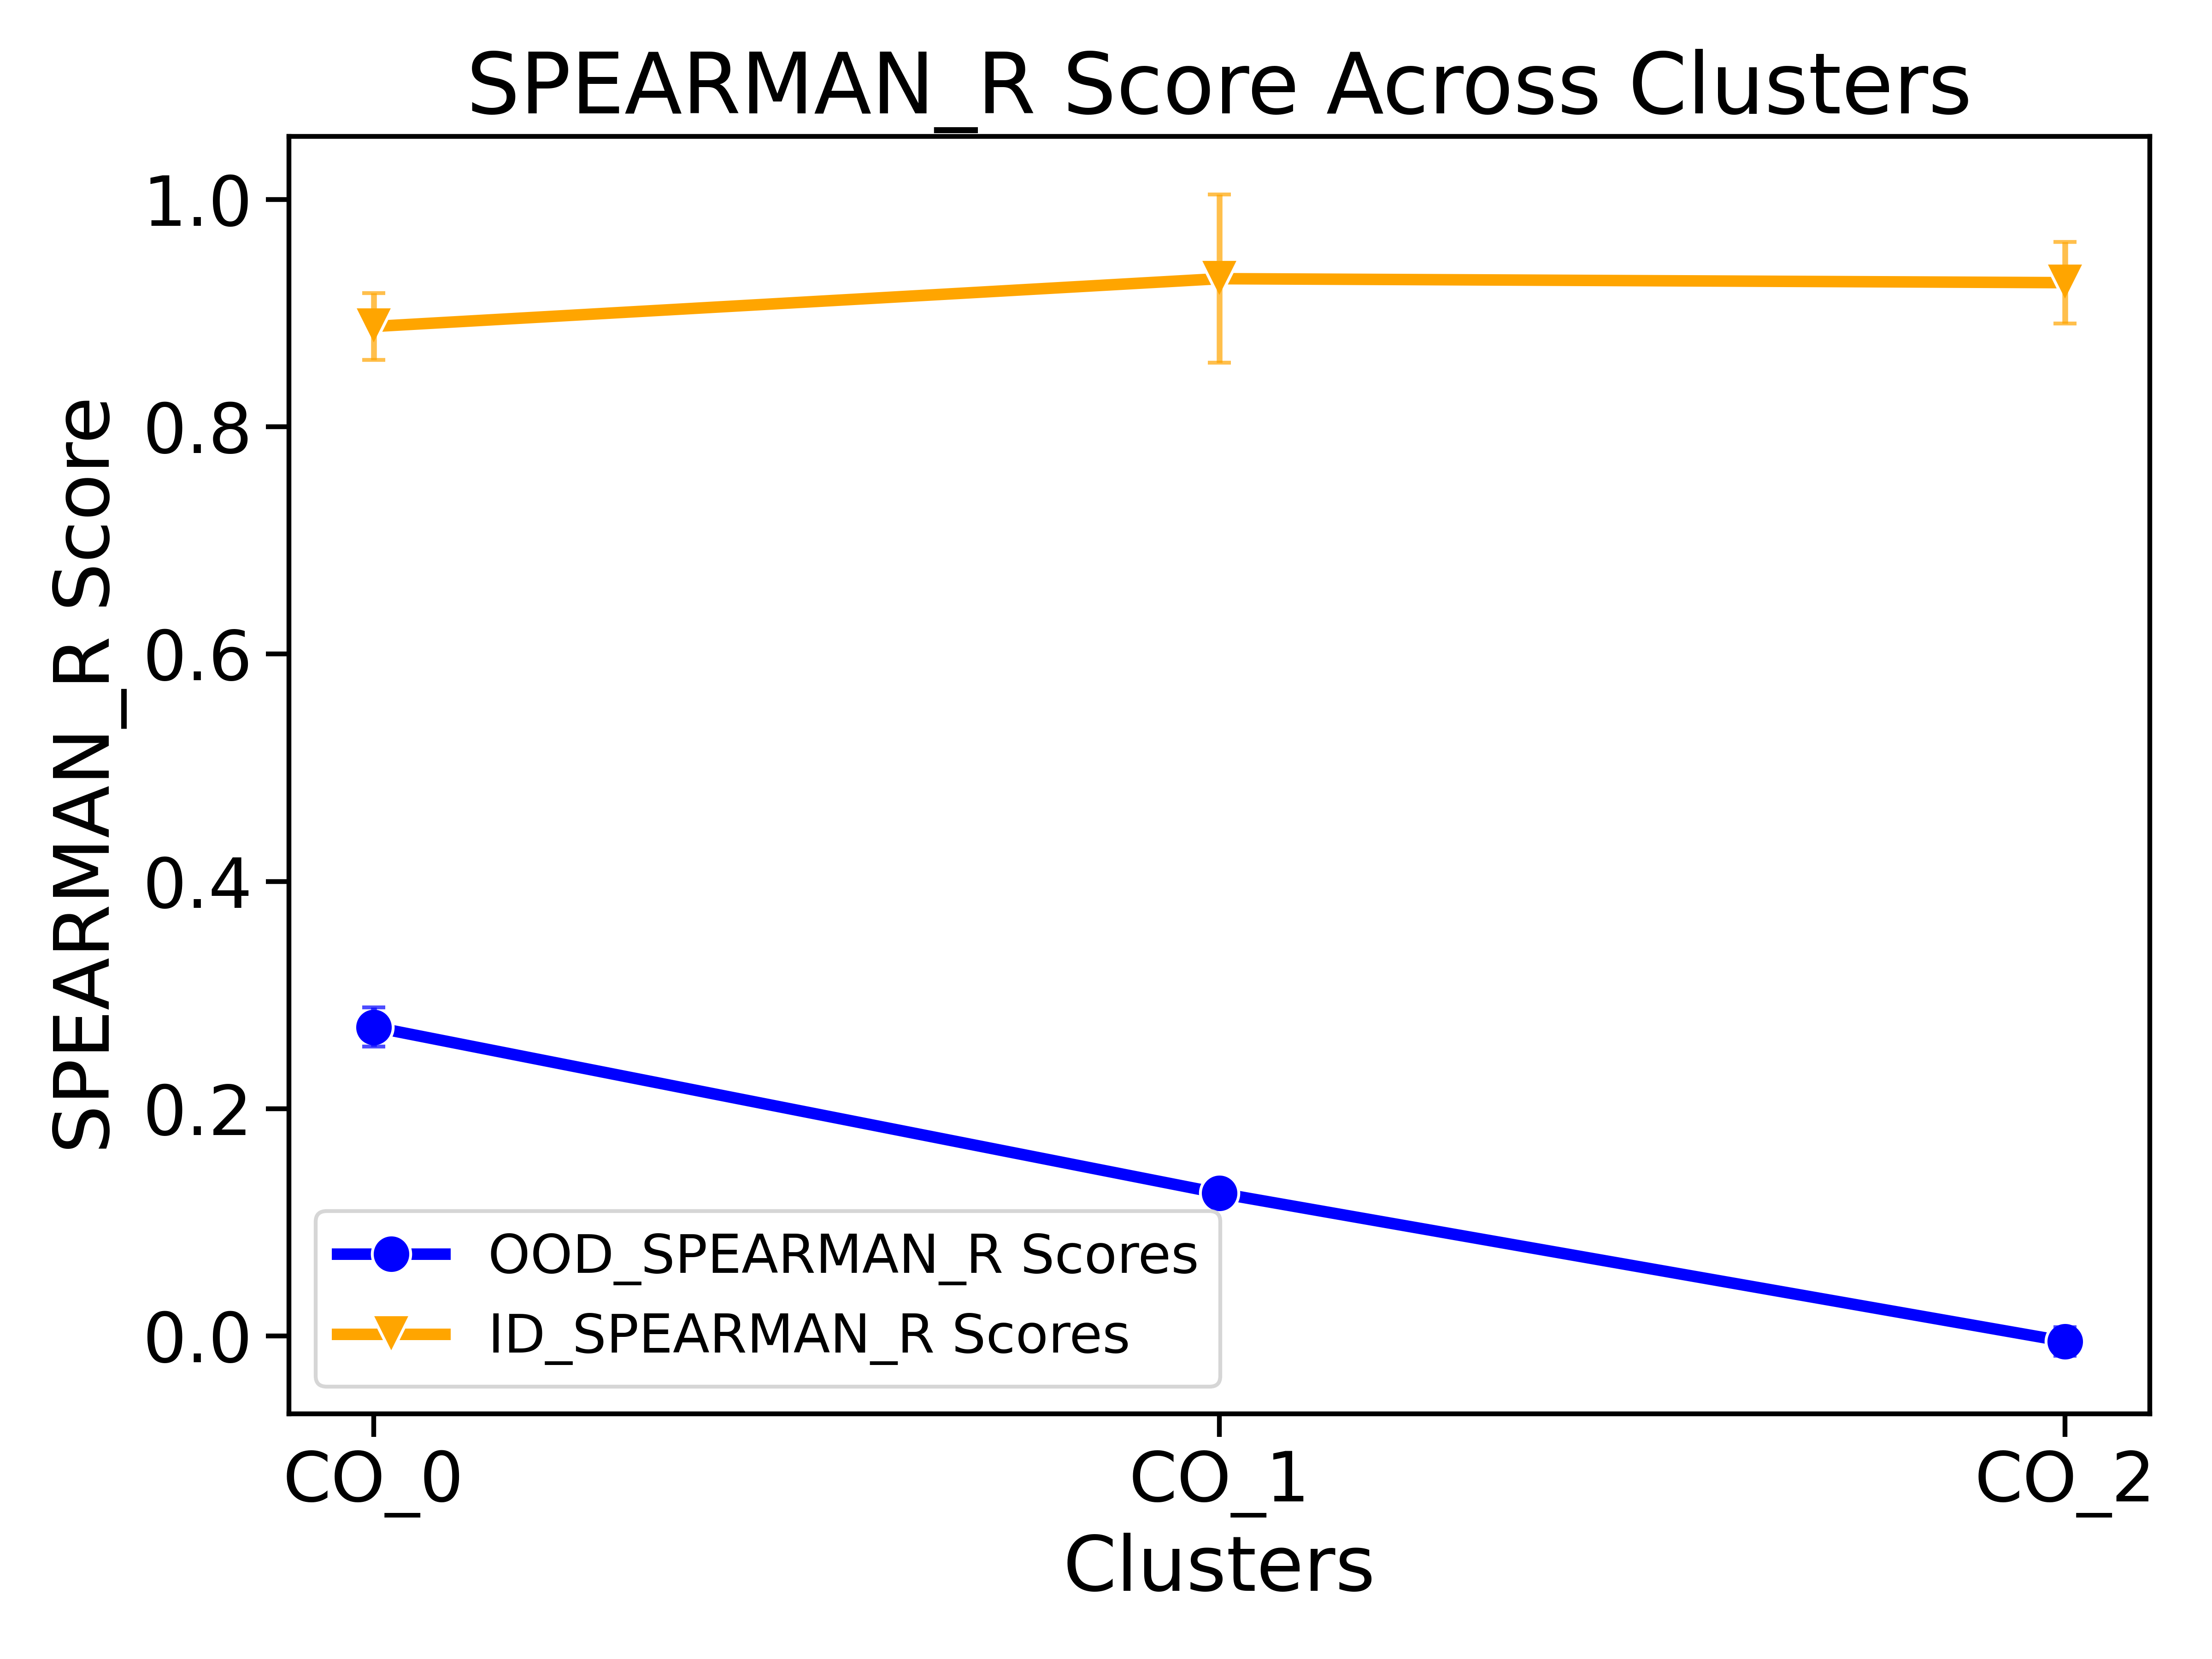 SPEARMAN_R Score Across Clusters
SPEARMAN_R Score
1.0
0.8
0.6
0.4
0.2
0.0
OOD_SPEARMAN_R Scores
ID_SPEARMAN_R Scores
CO_0 CO_1 CO_2
Clusters